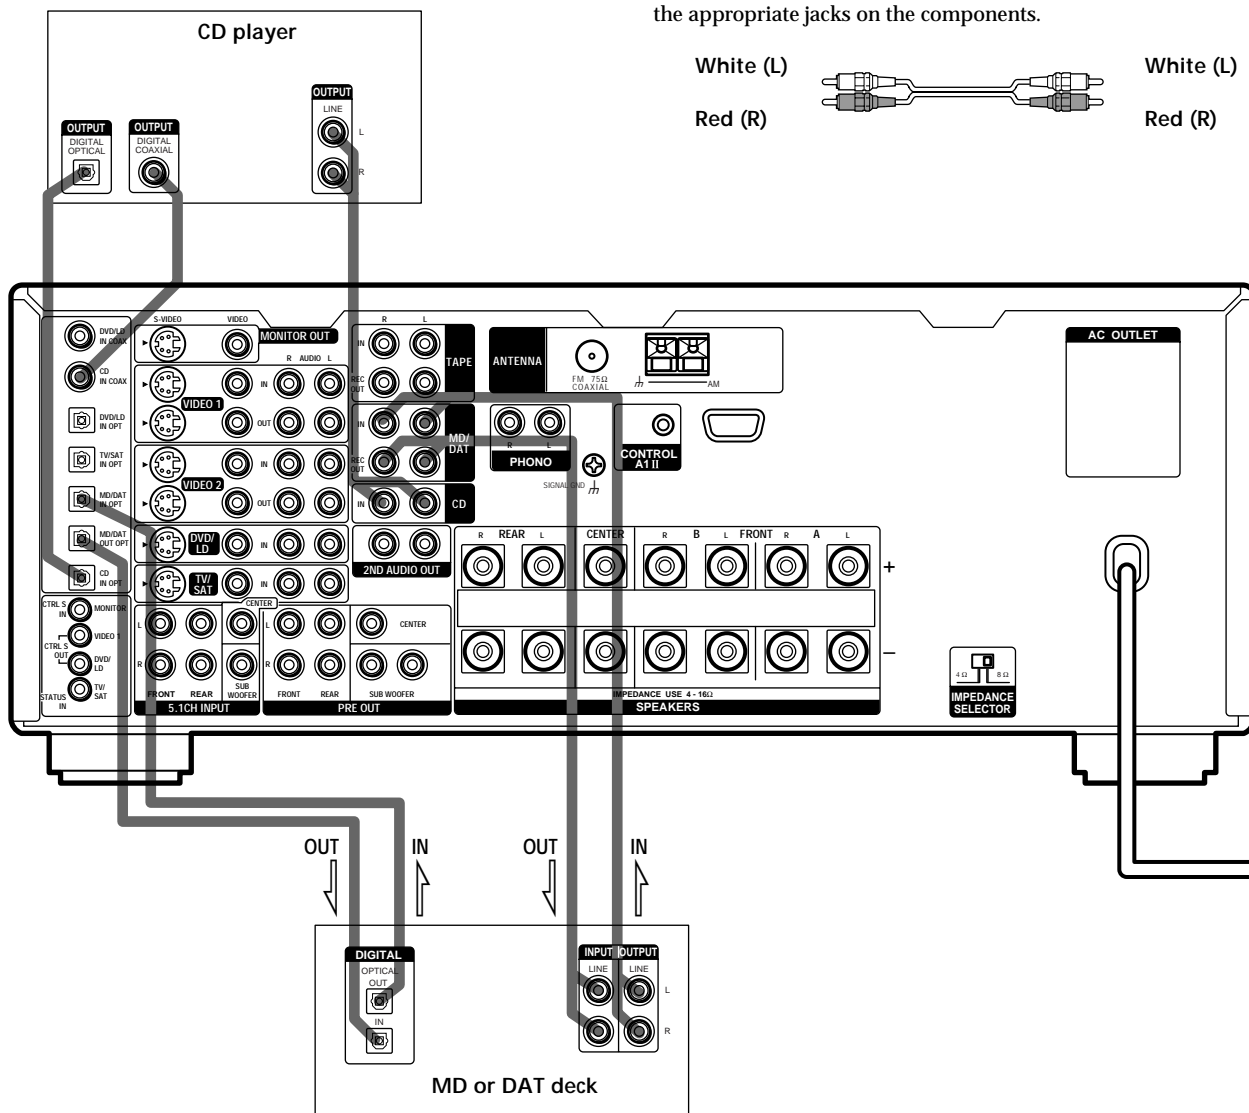 the appropriate jacks on the components.
White (L)
White (L)
Red (R)
Red (R)
CD player
OUTPUT
DIGITAL
OPTICAL
OUTPUT
DIGITAL
COAXIAL
OUTPUT
LINE
L
R
DVD/LD
IN COAX
CD
IN COAX
DVD/LD
IN OPT
TV/SAT
IN OPT
MD/DAT
IN OPT
MD/DAT
OUT OPT
CD
IN OPT
CTRL S
IN
MONITOR
VIDEO 1
CTRL S
OUT
DVD/
LD
TV/
SAT
STATUS
IN
S-VIDEO
VIDEO
MONITOR OUT
R AUDIO L
IN
VIDEO 1
OUT
IN
VIDEO 2
OUT
DVD/
LD
IN
TV/
SAT
IN
CENTER
L
R
FRONT
REAR
SUB
WOOFER
5.1CH INPUT
L
R
FRONT
REAR
CENTER
SUB WOOFER
PRE OUT
R
L
IN
TAPE
REC
OUT
IN
MD/
DAT
REC
OUT
IN
CD
2ND AUDIO OUT
ANTENNA
FM 75Ω
COAXIAL
AM
R
L
PHONO
SIGNAL GND
CONTROL
A1 II
AC OUTLET
R REAR L
CENTER
R B L FRONT R A L
+
–
IMPEDANCE USE 4 - 16Ω
SPEAKERS
4 Ω
8 Ω
IMPEDANCE
SELECTOR
OUT
IN
OUT
IN
DIGITAL
OPTICAL
OUT
IN
INPUT
OUTPUT
LINE
LINE
L
R
MD or DAT deck